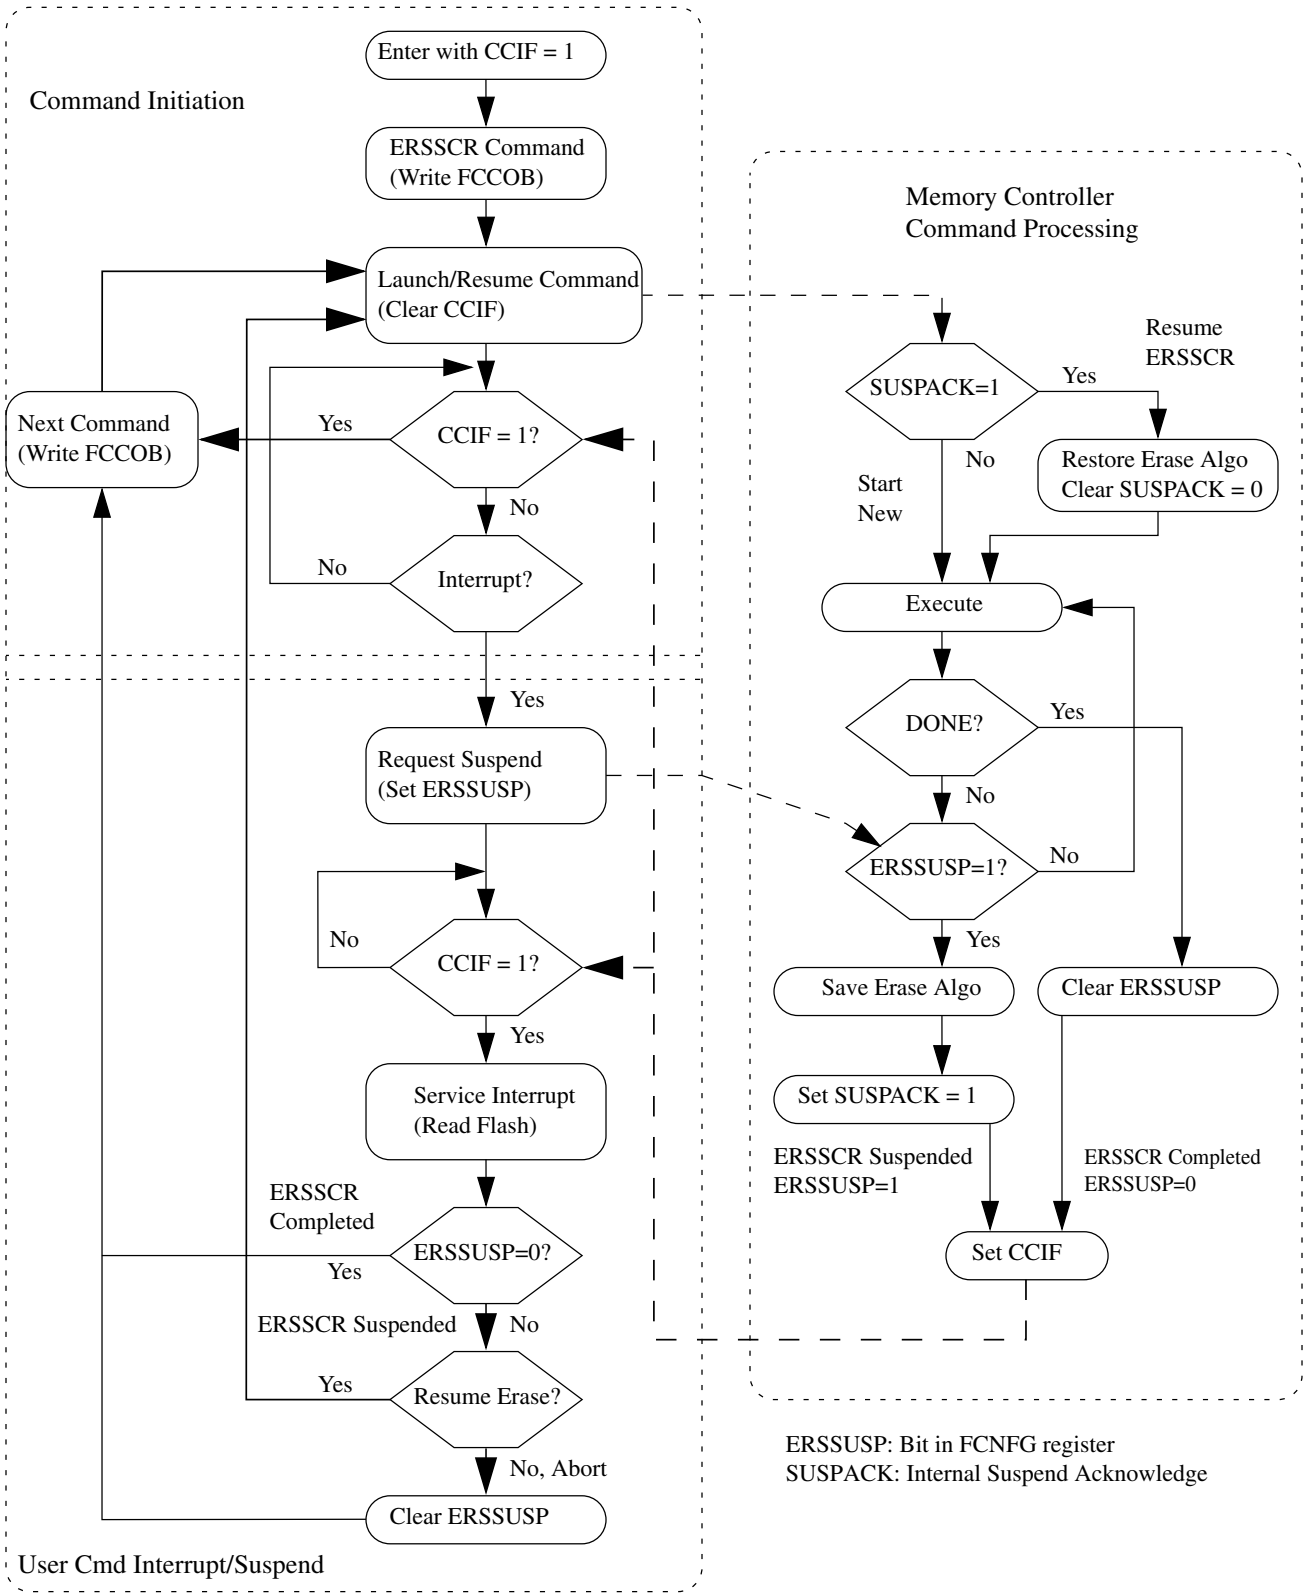 Enter with CCIF = 1
Command Initiation
ERSSCR Command
(Write FCCOB)
Memory Controller
Command Processing
Launch/Resume Command
(Clear CCIF)
Resume
ERSSCR
SUSPACK=1
Yes
No
Next Command
(Write FCCOB)
Yes
CCIF = 1?
No
Restore Erase Algo
Clear SUSPACK = 0
Start
New
No
Interrupt?
Execute
Yes
DONE?
Yes
No
Request Suspend
(Set ERSSUSP)
ERSSUSP=1?
No
Yes
No
CCIF = 1?
Yes
Save Erase Algo
Clear ERSSUSP
Service Interrupt
(Read Flash)
Set SUSPACK = 1
ERSSCR Suspended
ERSSUSP=1
ERSSCR Completed
ERSSUSP=0
ERSSCR
Completed
ERSSUSP=0?
Yes
Set CCIF
ERSSCR Suspended
No
Yes
Resume Erase?
No, Abort
Clear ERSSUSP
ERSSUSP: Bit in FCNFG register
SUSPACK: Internal Suspend Acknowledge
User Cmd Interrupt/Suspend